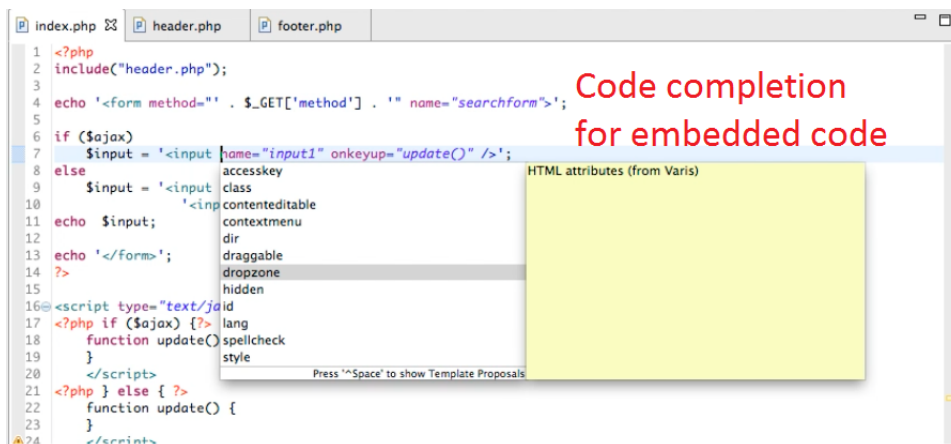 index.php header.php footer.php
1 <?php
2 include("header.php");
3
4 echo '<form method="' . $_GET['method'] . '" name="searchform">';
5
6 if ($ajax)
7 $input = '<input name="input1" onkeyup="update()" />';
8 else
9 $input = '<input
10 '<inp
11 echo $input;
12
13 echo '</form>';
14 ?>
15
16 <script type="text/ja
17 <?php if ($ajax) {?>
18 function update()
19 }
20 </script>
21 <?php } else { ?>
22 function update() {
23 }
24 </script>
Code completion
for embedded code
accesskey
class
contenteditable
contextmenu
dir
draggable
dropzone
hidden
id
lang
spellcheck
style
Press '^Space' to show Template Proposals
HTML attributes (from Varis)